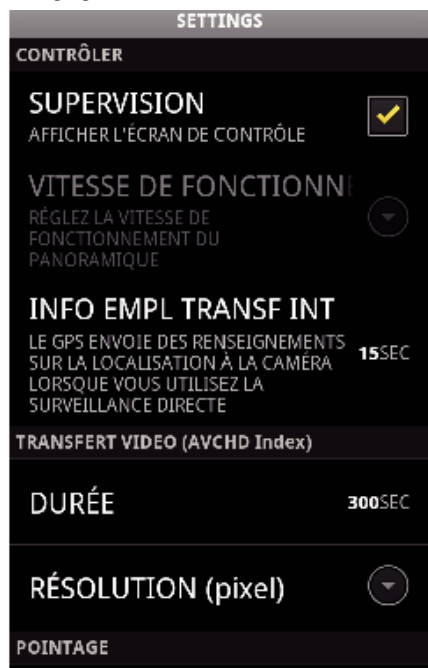 SETTINGS
CONTRÔLER
SUPERVISION
AFFICHER L'ÉCRAN DE CONTRÔLE
VITESSE DE FONCTIONNE
RÉGLEZ LA VITESSE DE
FONCTIONNEMENT DU
PANORAMIQUE
INFO EMPL TRANSF INT
LE GPS ENVOIE DES RENSEIGNEMENTS
SUR LA LOCALISATION À LA CAMÉRA
LORSQUE VOUS UTILISEZ LA
SURVEILLANCE DIRECTE
15SEC
TRANSFERT VIDEO (AVCHD Index)
DURÉE
300SEC
RÉSOLUTION (pixel)
POINTAGE